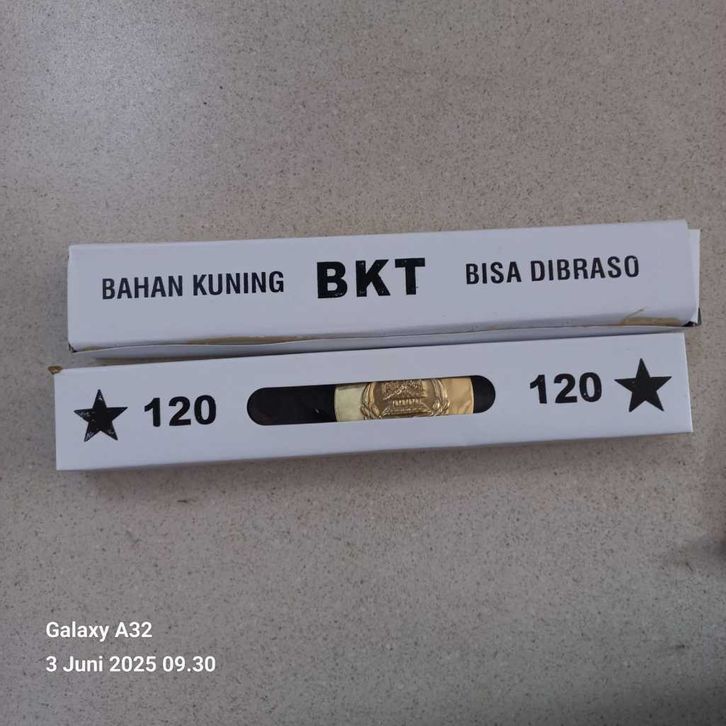 BAHAN KUNING BKT BISA DIBRASO
120 120
Galaxy A32
3 Juni 2025 09.30